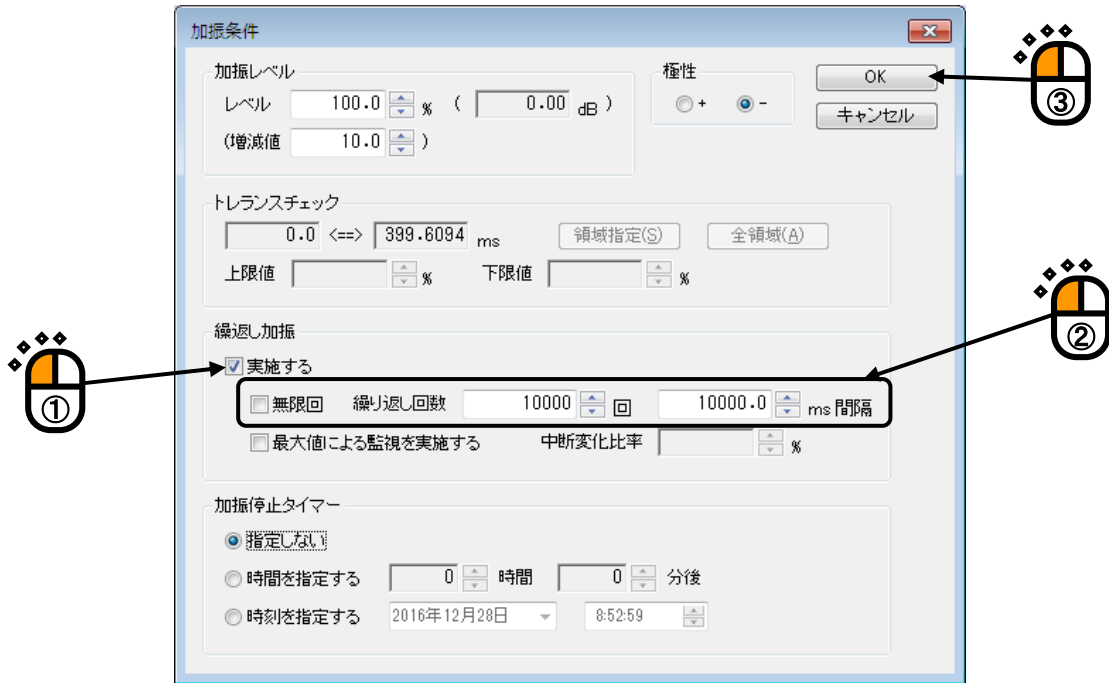 加振条件
加振レベル
レベル 100.0 % ( 0.00 dB )
(増減値 10.0 )
極性
+ -
OK
キャンセル
③
トレランスチェック
0.0 <==> 399.6094 ms 領域指定(S) 全領域(A)
上限値 % 下限値 %
②
繰返し加振
実施する
①
無限回 繰り返し回数 10000 回 10000.0 ms 間隔
最大値による監視を実施する 中断変化比率 %
加振停止タイマー
指定しない
時間を指定する 0 時間 0 分後
時刻を指定する 2016年12月28日 8:52:59